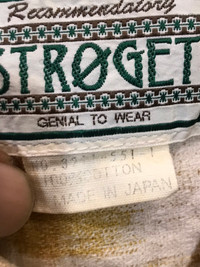 Recommendatory
STRØGET
GENIAL TO WEAR
100%COTTON
MADE IN JAPAN